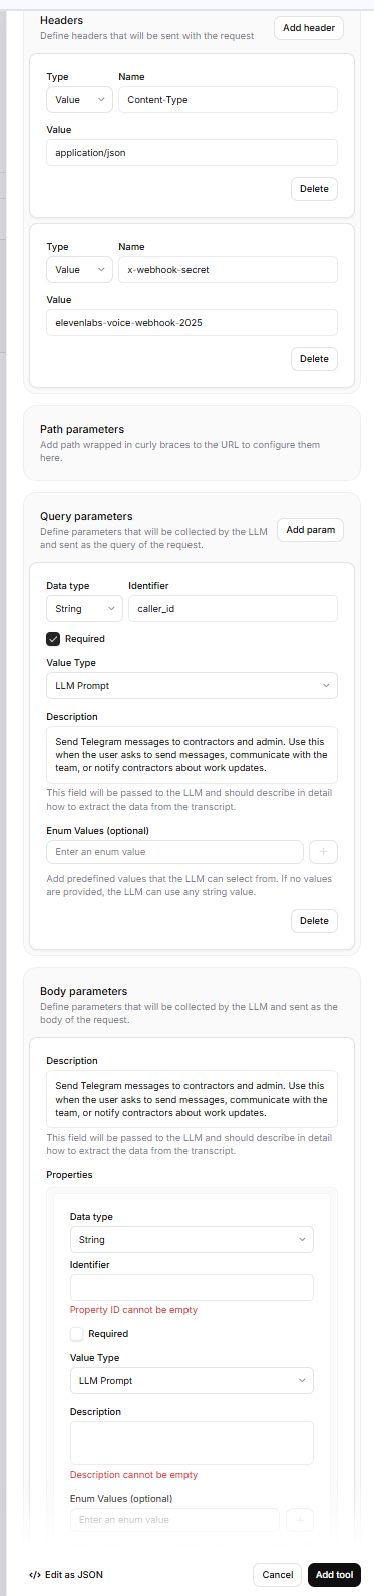 Headers
Define headers that will be sent with the request
Add header
Type
Name
Value
Content-Type
Value
application/json
Delete
Type
Name
Value
x-webhook-secret
Value
elevenlabs-voice-webhook-2025
Delete
Path parameters
Add path wrapped in curly braces to the URL to configure them
here.
Query parameters
Define parameters that will be collected by the LLM
and sent as the query of the request.
Add param
Data type
Identifier
String
caller_id
Required
Value Type
LLM Prompt
Description
Send Telegram messages to contractors and admin. Use this
when the user asks to send messages, communicate with the
team, or notify contractors about work updates.
This field will be passed to the LLM and should describe in detail
how to extract the data from the transcript.
Enum Values (optional)
Enter an enum value
Add predefined values that the LLM can select from. If no values
are provided, the LLM can use any string value.
Delete
Body parameters
Define parameters that will be collected by the LLM and sent as the
body of the request.
Description
Send Telegram messages to contractors and admin. Use this
when the user asks to send messages, communicate with the
team, or notify contractors about work updates.
This field will be passed to the LLM and should describe in detail
how to extract the data from the transcript.
Properties
Data type
String
Identifier
Property ID cannot be empty
Required
Value Type
LLM Prompt
Description
Description cannot be empty
Enum Values (optional)
Enter an enum value
</> Edit as JSON
Cancel
Add tool